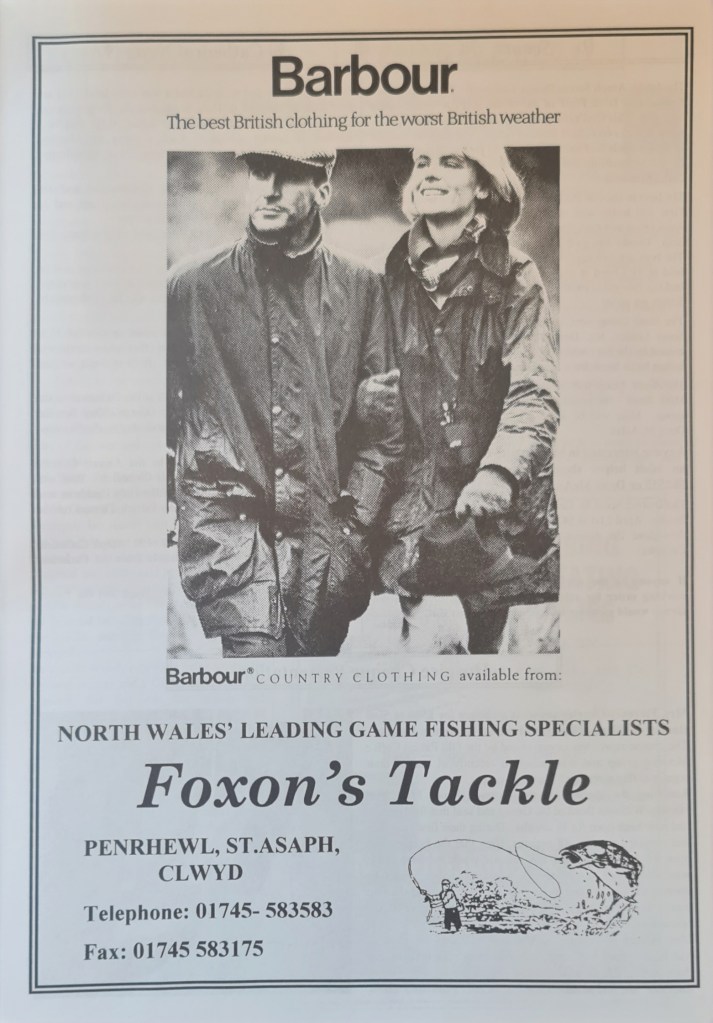 Barbour.
The best British clothing for the worst British weather
Barbour® COUNTRY CLOTHING available from:
NORTH WALES' LEADING GAME FISHING SPECIALISTS
Foxon's Tackle
PENRHEWL, ST.ASAPH,
CLWYD
Telephone: 01745- 583583
Fax: 01745 583175